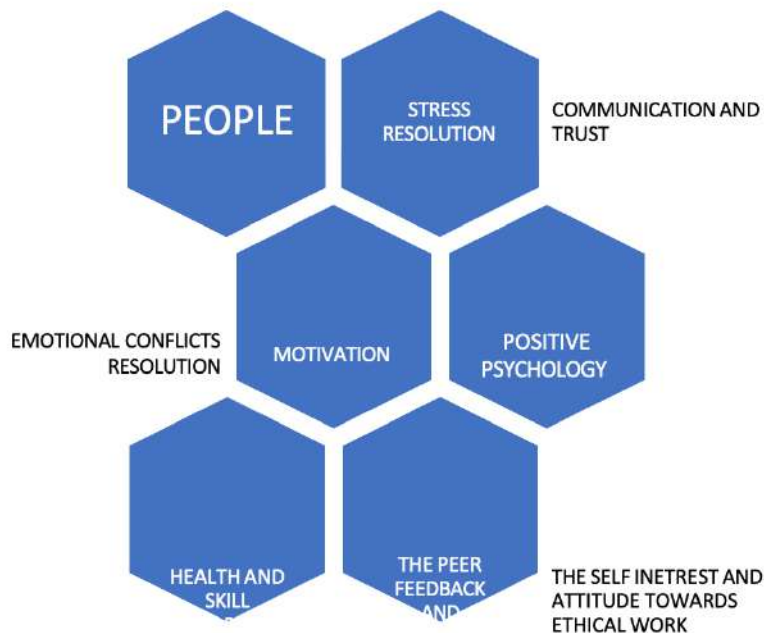 PEOPLE
STRESS
RESOLUTION
COMMUNICATION AND
TRUST
EMOTIONAL CONFLICTS
RESOLUTION
MOTIVATION
POSITIVE
PSYCHOLOGY
HEALTH AND
SKILL
THE PEER
FEEDBACK
AND
THE SELF INETREST AND
ATTITUDE TOWARDS
ETHICAL WORK